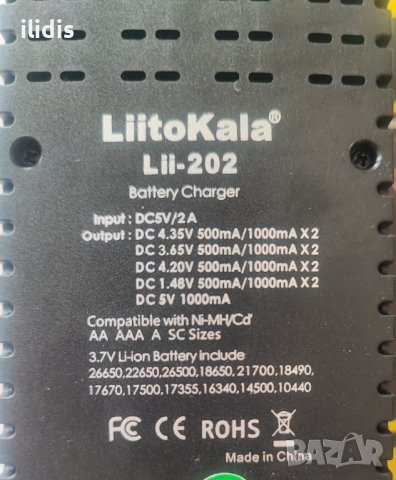 ilidis
LiitoKala®
Lii-202
Battery Charger
Input : DC5V/2A
Output : DC 4.35V 500mA/1000mA X 2
DC 3.65V 500mA/1000mA X 2
DC 4.20V 500mA/1000mA X 2
DC 1.48V 500mA/1000mA X 2
DC 5V 1000mA
Compatible with Ni-MH/Cd'
AA AAA A SC Sizes
3.7V Li-ion Battery include
26650,22650,26500,18650, 21700,18490,
17670,17500,17355,16340,14500,10440
FC CE ROHS
Made in China
BAZAR